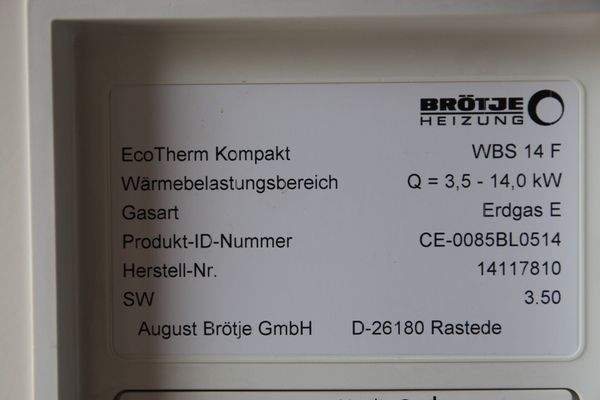 BRÖTJE
HEIZUNG
EcoTherm Kompakt WBS 14 F
Wärmebelastungsbereich Q = 3,5 - 14,0 kW
Gasart Erdgas E
Produkt-ID-Nummer CE-0085BL0514
Herstell-Nr. 14117810
SW 3.50
August Brötje GmbH D-26180 Rastede